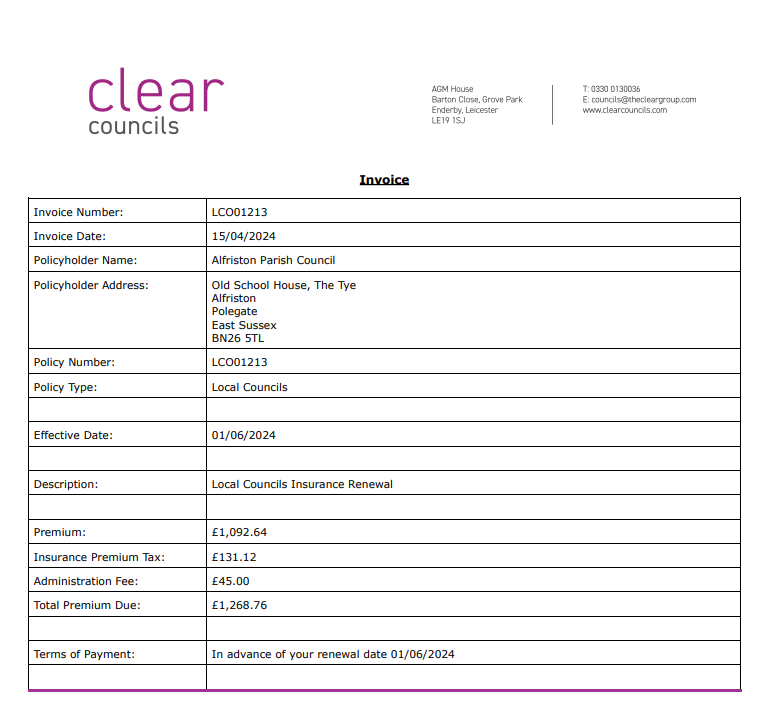 clear
councils
AGM House
Barton Close, Grove Park
Enderby, Leicester
LE19 1SJ
T: 0330 0130036
E: councils@thecleargroup.com
www.clearcouncils.com
Invoice
Invoice Number: LCO01213
Invoice Date: 15/04/2024
Policyholder Name: Alfriston Parish Council
Policyholder Address: Old School House, The Tye
Alfriston
Polegate
East Sussex
BN26 5TL
Policy Number: LCO01213
Policy Type: Local Councils
Effective Date: 01/06/2024
Description: Local Councils Insurance Renewal
Premium: £1,092.64
Insurance Premium Tax: £131.12
Administration Fee: £45.00
Total Premium Due: £1,268.76
Terms of Payment: In advance of your renewal date 01/06/2024